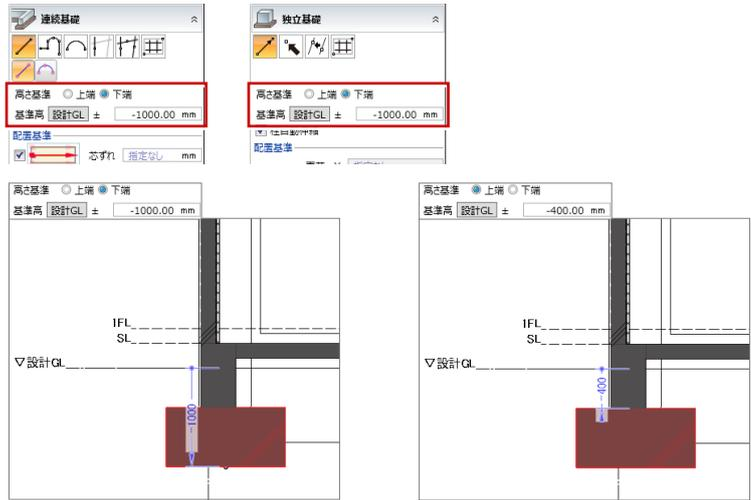 連続基礎
高さ基準 上端 下端
基準高 設計GL ± -1000.00 mm
配置基準
芯ずれ 指定なし mm
独立基礎
高さ基準 上端 下端
基準高 設計GL ± -1000.00 mm
配置基準
高さ基準 上端 下端
基準高 設計GL ± -1000.00 mm
1FL
SL
▽設計GL
-1000
高さ基準 上端 下端
基準高 設計GL ± -400.00 mm
1FL
SL
▽設計GL
-400